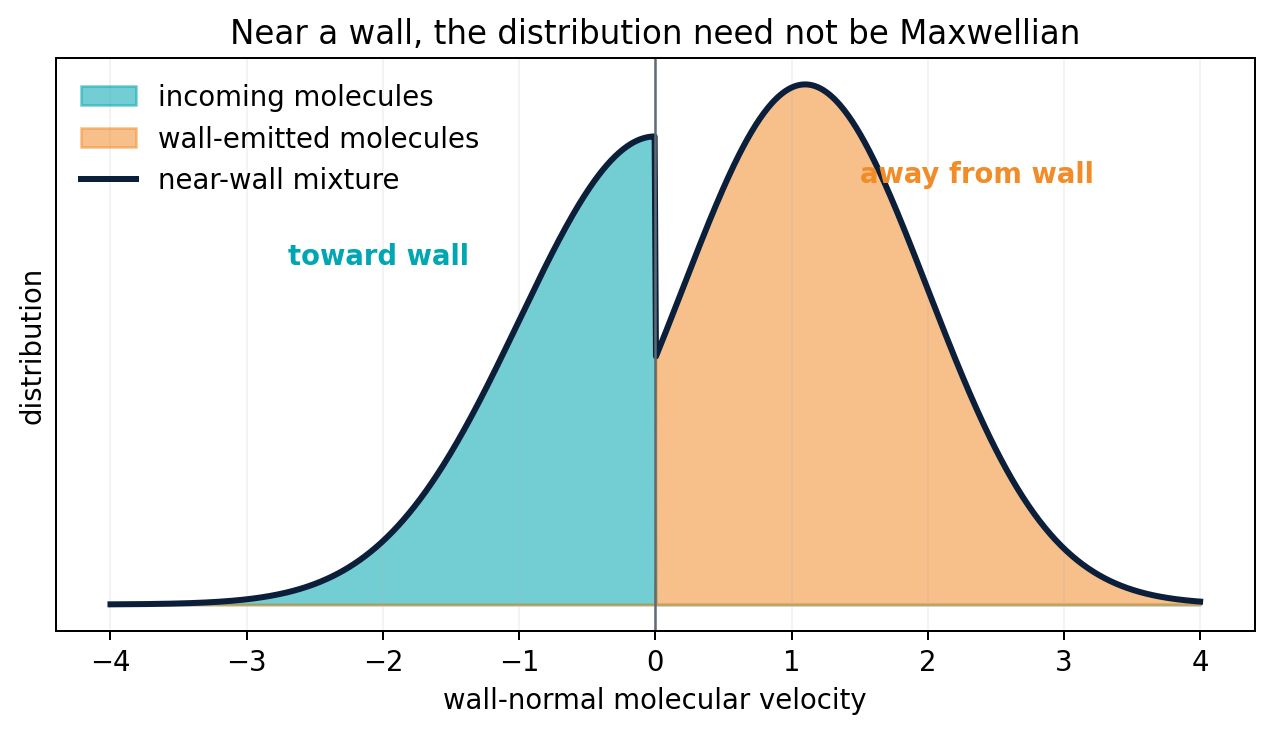 Near a wall, the distribution need not be Maxwellian
incoming molecules
wall-emitted molecules
near-wall mixture
away from wall
toward wall
distribution
−4 −3 −2 −1 0 1 2 3 4
wall-normal molecular velocity